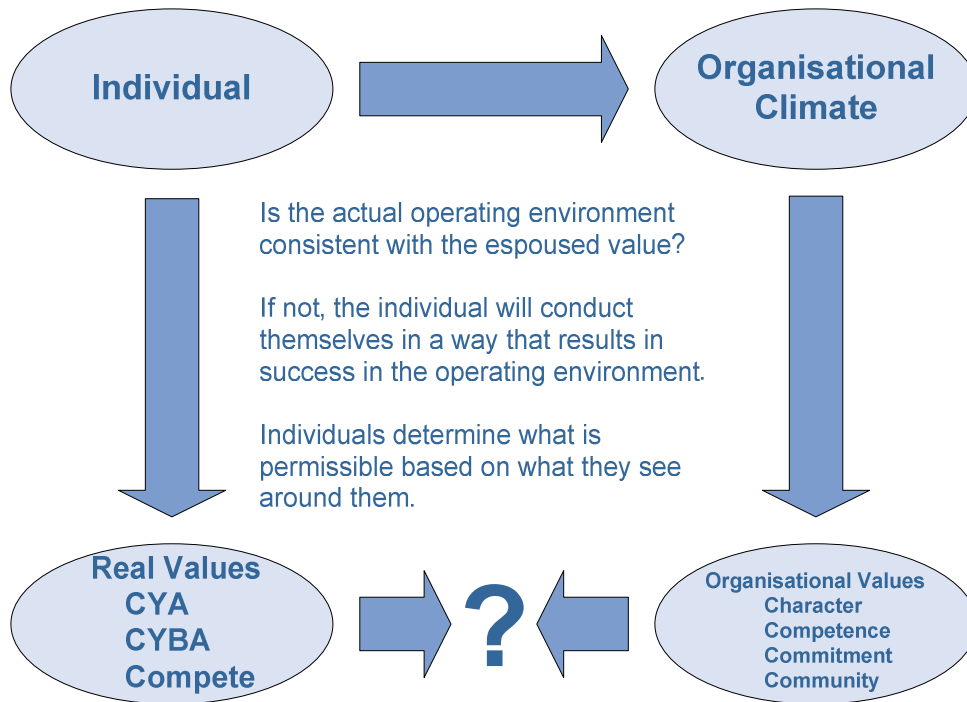 Individual
Organisational
Climate
Is the actual operating environment
consistent with the espoused value?
If not, the individual will conduct
themselves in a way that results in
success in the operating environment.
Individuals determine what is
permissible based on what they see
around them.
Real Values
CYA
CYBA
Compete
?
Organisational Values
Character
Competence
Commitment
Community